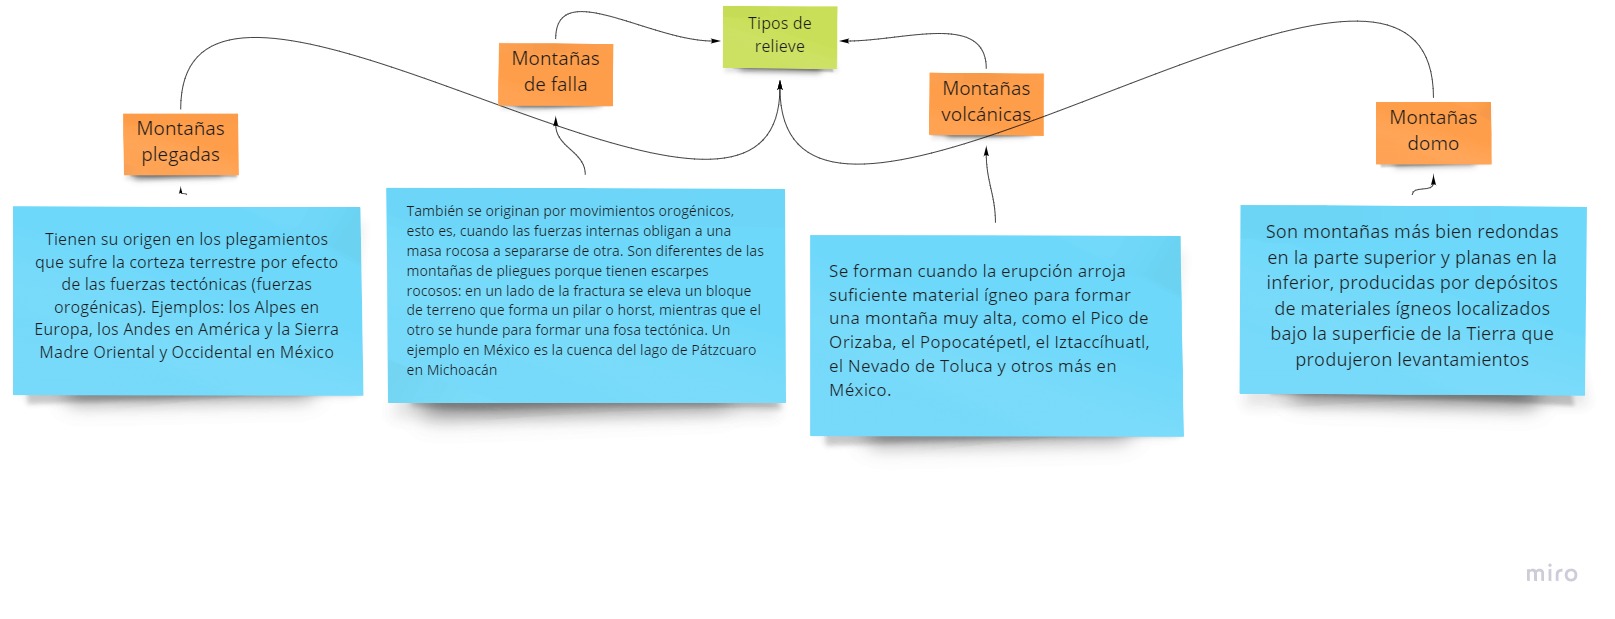 Tipos de
relieve
Montañas
plegadas
Montañas
de falla
Montañas
volcánicas
Montañas
domo
Tienen su origen en los plegamientos
que sufre la corteza terrestre por efecto
de las fuerzas tectónicas (fuerzas
orogénicas). Ejemplos: los Alpes en
Europa, los Andes en América y la Sierra
Madre Oriental y Occidental en México
También se originan por movimientos orogénicos,
esto es, cuando las fuerzas internas obligan a una
masa rocosa a separarse de otra. Son diferentes de las
montañas de pliegues porque tienen escarpes
rocosos: en un lado de la fractura se eleva un bloque
de terreno que forma un pilar o horst, mientras que el
otro se hunde para formar una fosa tectónica. Un
ejemplo en México es la cuenca del lago de Pátzcuaro
en Michoacán
Se forman cuando la erupción arroja
suficiente material ígneo para formar
una montaña muy alta, como el Pico de
Orizaba, el Popocatépetl, el Iztaccíhuatl,
el Nevado de Toluca y otros más en
México.
Son montañas más bien redondas
en la parte superior y planas en la
inferior, producidas por depósitos
de materiales ígneos localizados
bajo la superficie de la Tierra que
produjeron levantamientos
miro